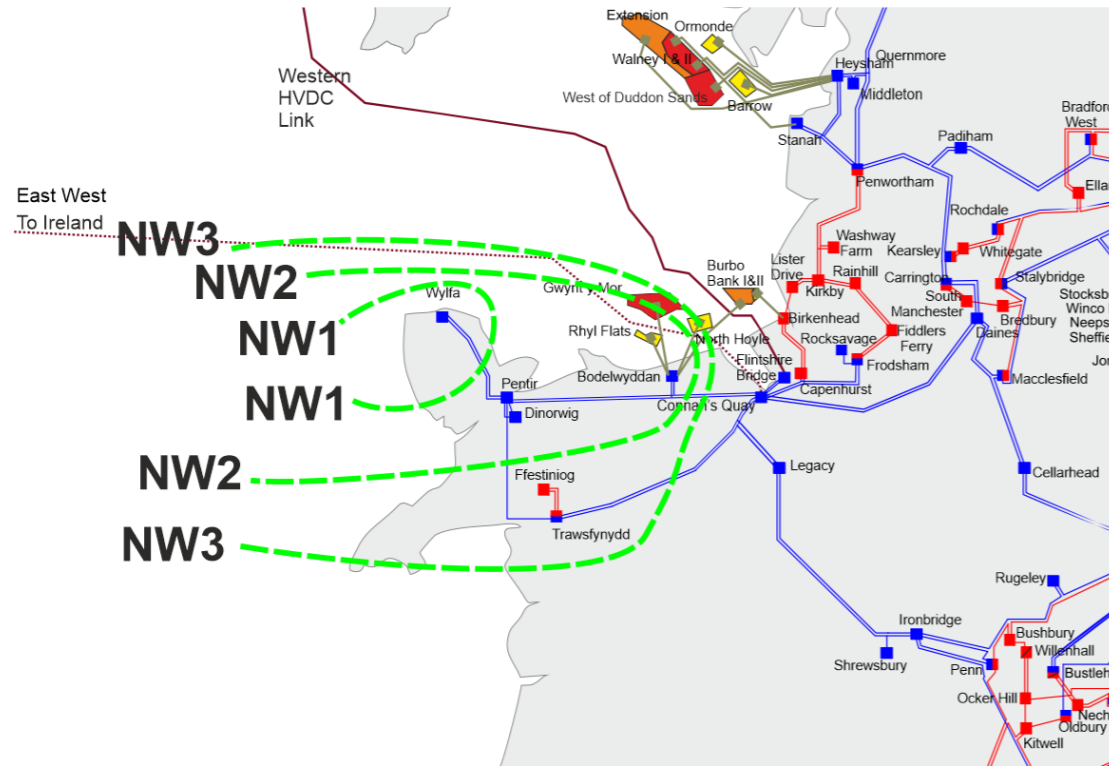 Extension
Ormonde
Quernmore
Walney I & II
Heysham
Western
HVDC
Link
West of Duddon Sands
Barrow
Middleton
Bradford
West
Stanah
Padiham
Penwortham
East West
To Ireland
NW3
NW2
NW1
NW1
NW2
NW3
Rochdale
Washway
Farm
Kearsley
Whitegate
Lister
Drive
Rainhill
Carrington
Stalybridge
Burbo
Bank I&II
Kirkby
South
Manchester
Bredbury
Daines
Wylfa
Gwynt y Mor
Birkenhead
Fiddlers
Ferry
Rhyl Flats
North Hoyle
Rocksavage
Flintshire
Bridge
Frodsham
Macclesfield
Bodelwyddan
Capenhurst
Pentir
Connah's Quay
Dinorwig
Legacy
Cellarhead
Ffestiniog
Trawsfynydd
Rugeley
Ironbridge
Bushbury
Willenhall
Shrewsbury
Penn
Ocker Hill
Oldbury
Kitwell